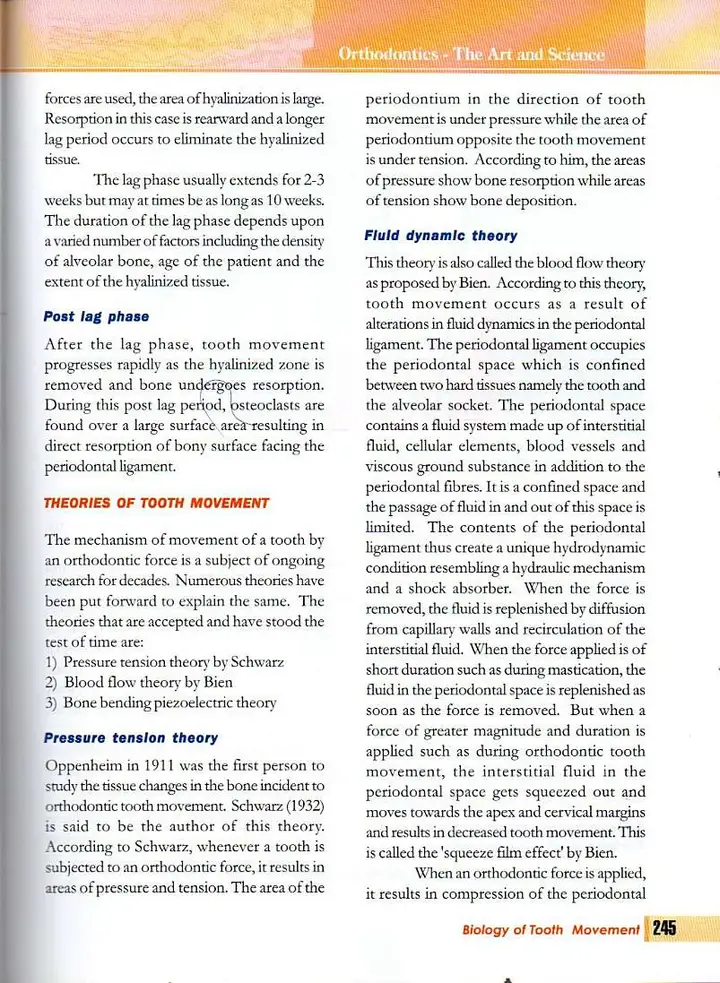 Orthodontics - The Art and Science
forces are used, the area of hyalinization is large.
Resorption in this case is rearward and a longer
lag period occurs to eliminate the hyalinized
tissue.
The lag phase usually extends for 2-3
weeks but may at times be as long as 10 weeks.
The duration of the lag phase depends upon
a varied number of factors including the density
of alveolar bone, age of the patient and the
extent of the hyalinized tissue.
Post lag phase
After the lag phase, tooth movement
progresses rapidly as the hyalinized zone is
removed and bone undergoes resorption.
During this post lag period, osteoclasts are
found over a large surface area resulting in
direct resorption of bony surface facing the
periodontal ligament.
THEORIES OF TOOTH MOVEMENT
The mechanism of movement of a tooth by
an orthodontic force is a subject of ongoing
research for decades. Numerous theories have
been put forward to explain the same. The
theories that are accepted and have stood the
test of time are:
1) Pressure tension theory by Schwarz
2) Blood flow theory by Bien
3) Bone bending piezoelectric theory
Pressure tension theory
Oppenheim in 1911 was the first person to
study the tissue changes in the bone incident to
orthodontic tooth movement. Schwarz (1932)
is said to be the author of this theory.
According to Schwarz, whenever a tooth is
subjected to an orthodontic force, it results in
areas of pressure and tension. The area of the
periodontium in the direction of tooth
movement is under pressure while the area of
periodontium opposite the tooth movement
is under tension. According to him, the areas
of pressure show bone resorption while areas
of tension show bone deposition.
Fluid dynamic theory
This theory is also called the blood flow theory
as proposed by Bien. According to this theory,
tooth movement occurs as a result of
alterations in fluid dynamics in the periodontal
ligament. The periodontal ligament occupies
the periodontal space which is confined
between two hard tissues namely the tooth and
the alveolar socket. The periodontal space
contains a fluid system made up of interstitial
fluid, cellular elements, blood vessels and
viscous ground substance in addition to the
periodontal fibres. It is a confined space and
the passage of fluid in and out of this space is
limited. The contents of the periodontal
ligament thus create a unique hydrodynamic
condition resembling a hydraulic mechanism
and a shock absorber. When the force is
removed, the fluid is replenished by diffusion
from capillary walls and recirculation of the
interstitial fluid. When the force applied is of
short duration such as during mastication, the
fluid in the periodontal space is replenished as
soon as the force is removed. But when a
force of greater magnitude and duration is
applied such as during orthodontic tooth
movement, the interstitial fluid in the
periodontal space gets squeezed out and
moves towards the apex and cervical margins
and results in decreased tooth movement. This
is called the 'squeeze film effect' by Bien.
When an orthodontic force is applied,
it results in compression of the periodontal
Biology of Tooth Movement 245